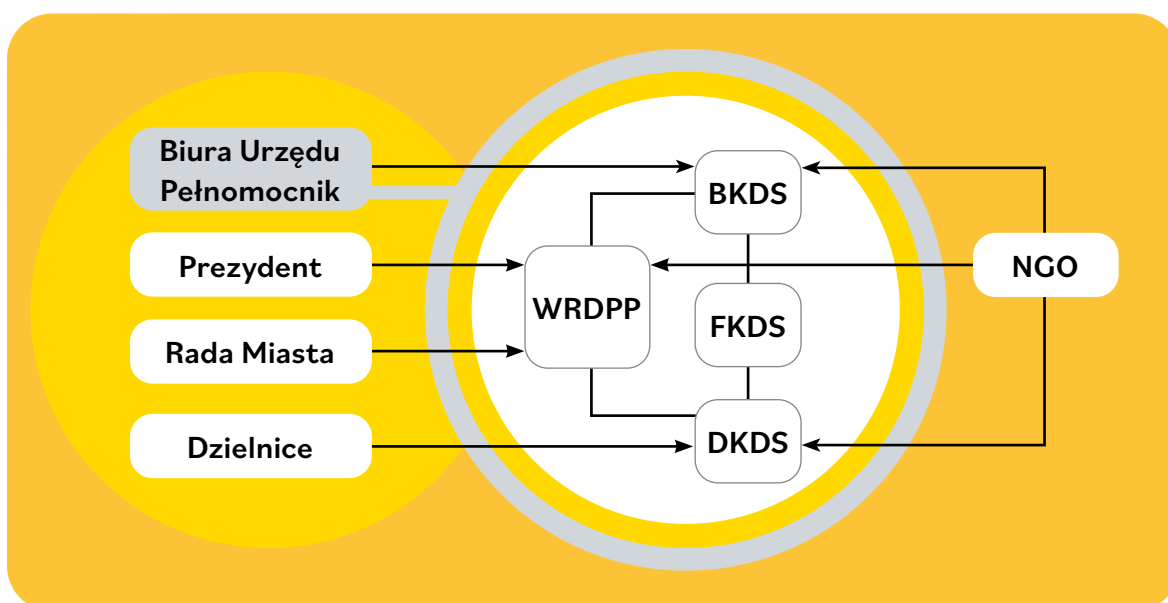 Biura Urzędu
Pełnomocnik
Prezydent
Rada Miasta
Dzielnice
BKDS
WRDPP
FKDS
DKDS
NGO